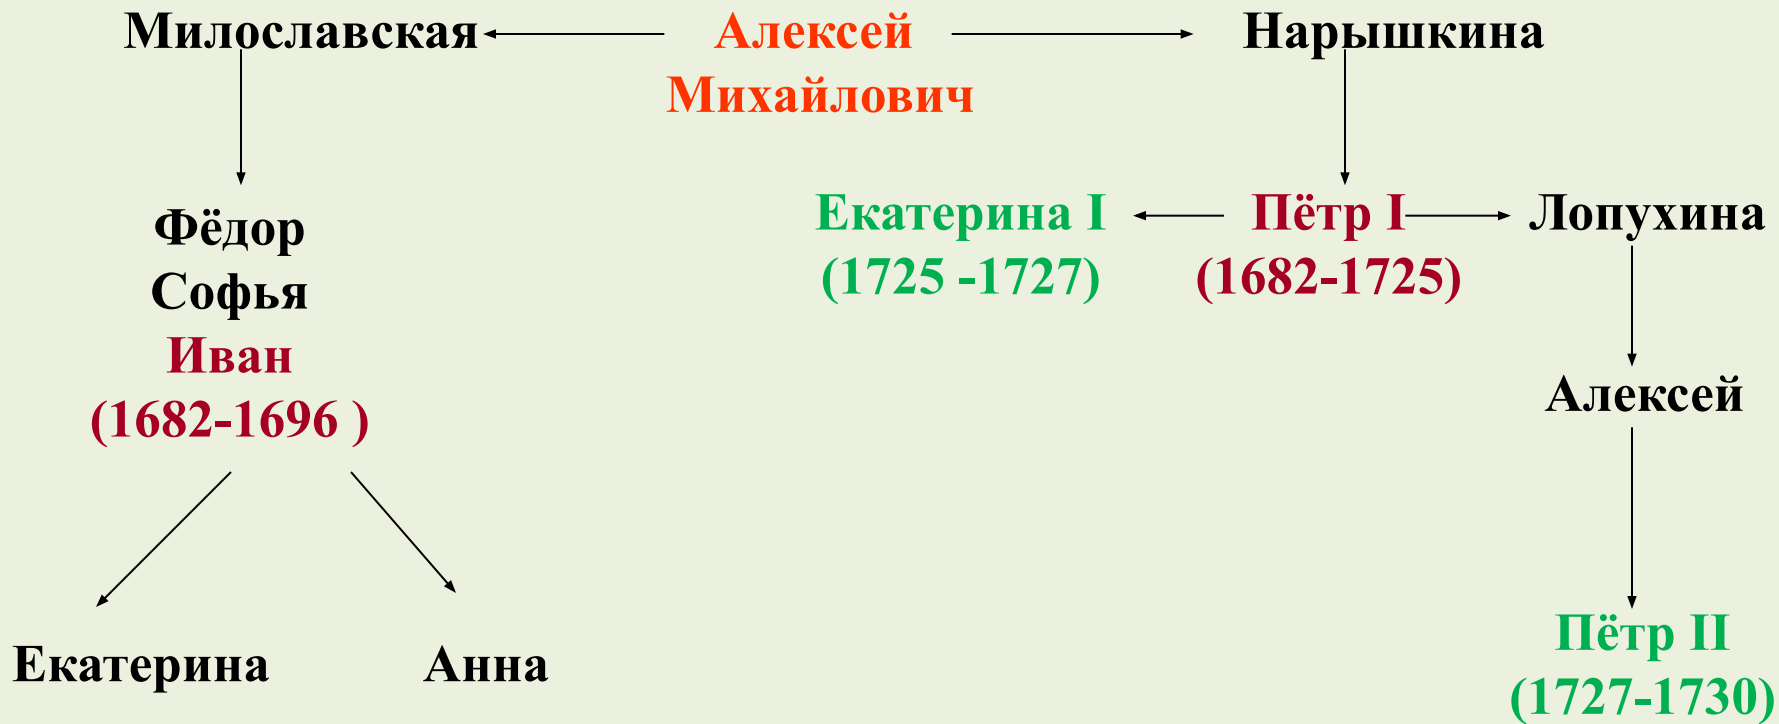 Милославская
Алексей
Михайлович
Нарышкина
Фёдор
Софья
Иван
(1682-1696 )
Екатерина I
(1725 -1727)
Пётр I
(1682-1725)
Лопухина
Алексей
Екатерина
Анна
Пётр II
(1727-1730)